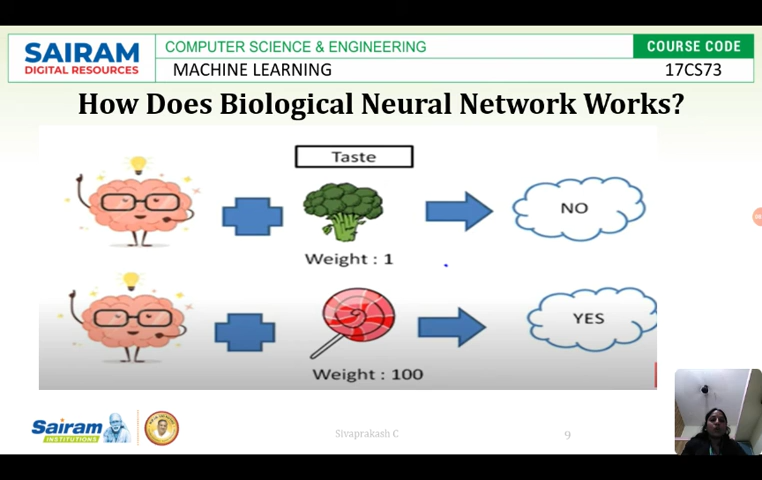 SAIRAM
DIGITAL RESOURCES
COMPUTER SCIENCE & ENGINEERING
COURSE CODE
MACHINE LEARNING
17CS73
How Does Biological Neural Network Works?
Taste
NO
Weight : 1
YES
Weight : 100
Sairam
INSTITUTIONS
Sivaprakash C
9